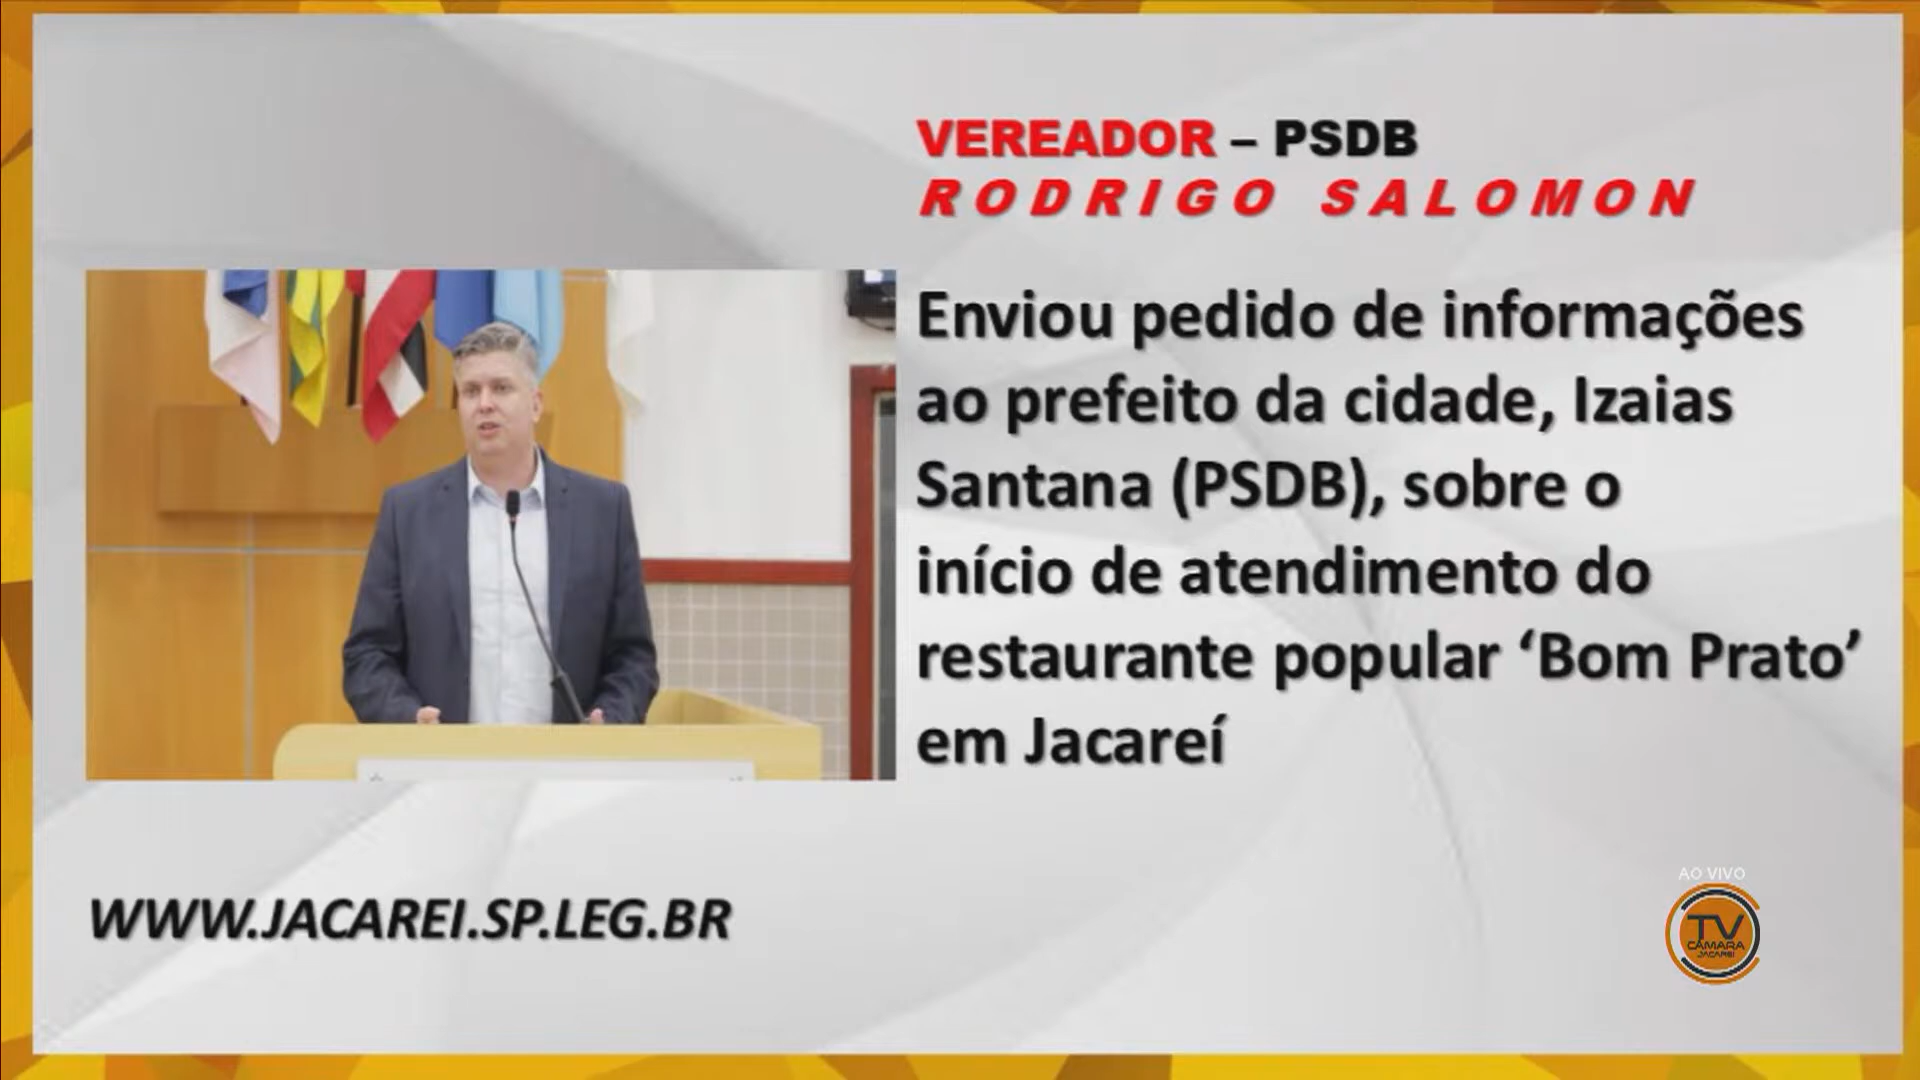 VEREADOR – PSDB
RODRIGO SALOMON
Enviou pedido de informações
ao prefeito da cidade, Izaias
Santana (PSDB), sobre o
início de atendimento do
restaurante popular ‘Bom Prato’
em Jacareí
WWW.JACAREI.SP.LEG.BR
AO VIVO
TV
CÂMARA
JACAREÍ